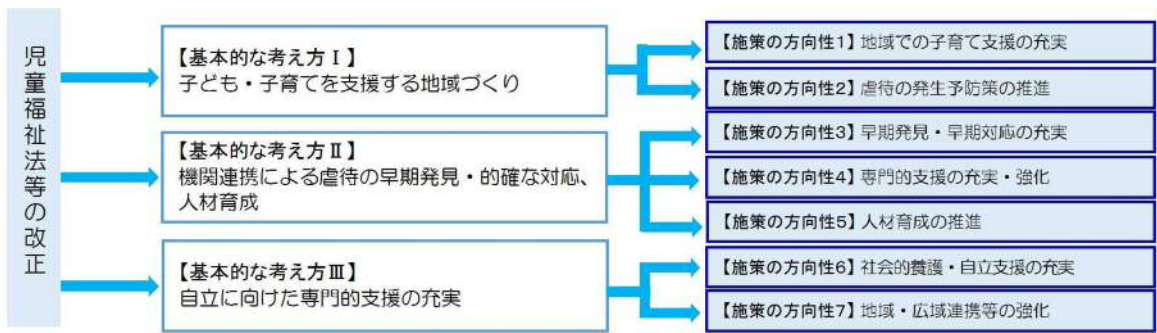 児童福祉法等の改正
【基本的な考え方Ⅰ】
子ども・子育てを支援する地域づくり
【施策の方向性1】地域での子育て支援の充実
【施策の方向性2】虐待の発生予防策の推進
【基本的な考え方Ⅱ】
機関連携による虐待の早期発見・的確な対応、
人材育成
【施策の方向性3】早期発見・早期対応の充実
【施策の方向性4】専門的支援の充実・強化
【施策の方向性5】人材育成の推進
【基本的な考え方Ⅲ】
自立に向けた専門的支援の充実
【施策の方向性6】社会的養護・自立支援の充実
【施策の方向性7】地域・広域連携等の強化